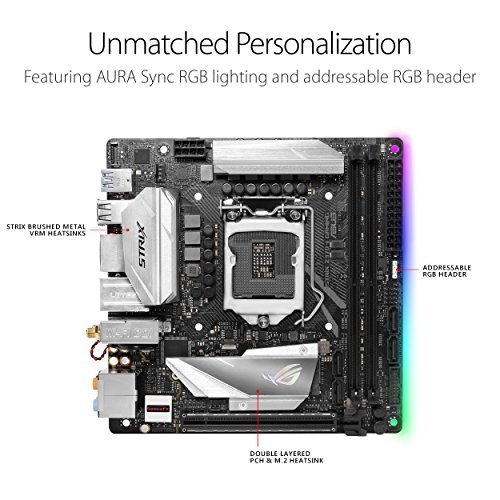 Unmatched Personalization
Featuring AURA Sync RGB lighting and addressable RGB header
STRIX BRUSHED METAL
VRM HEATSINKS
STRIX
ADDRESSABLE
RGB HEADER
DOUBLE LAYERED
PCH & M.2 HEATSINK